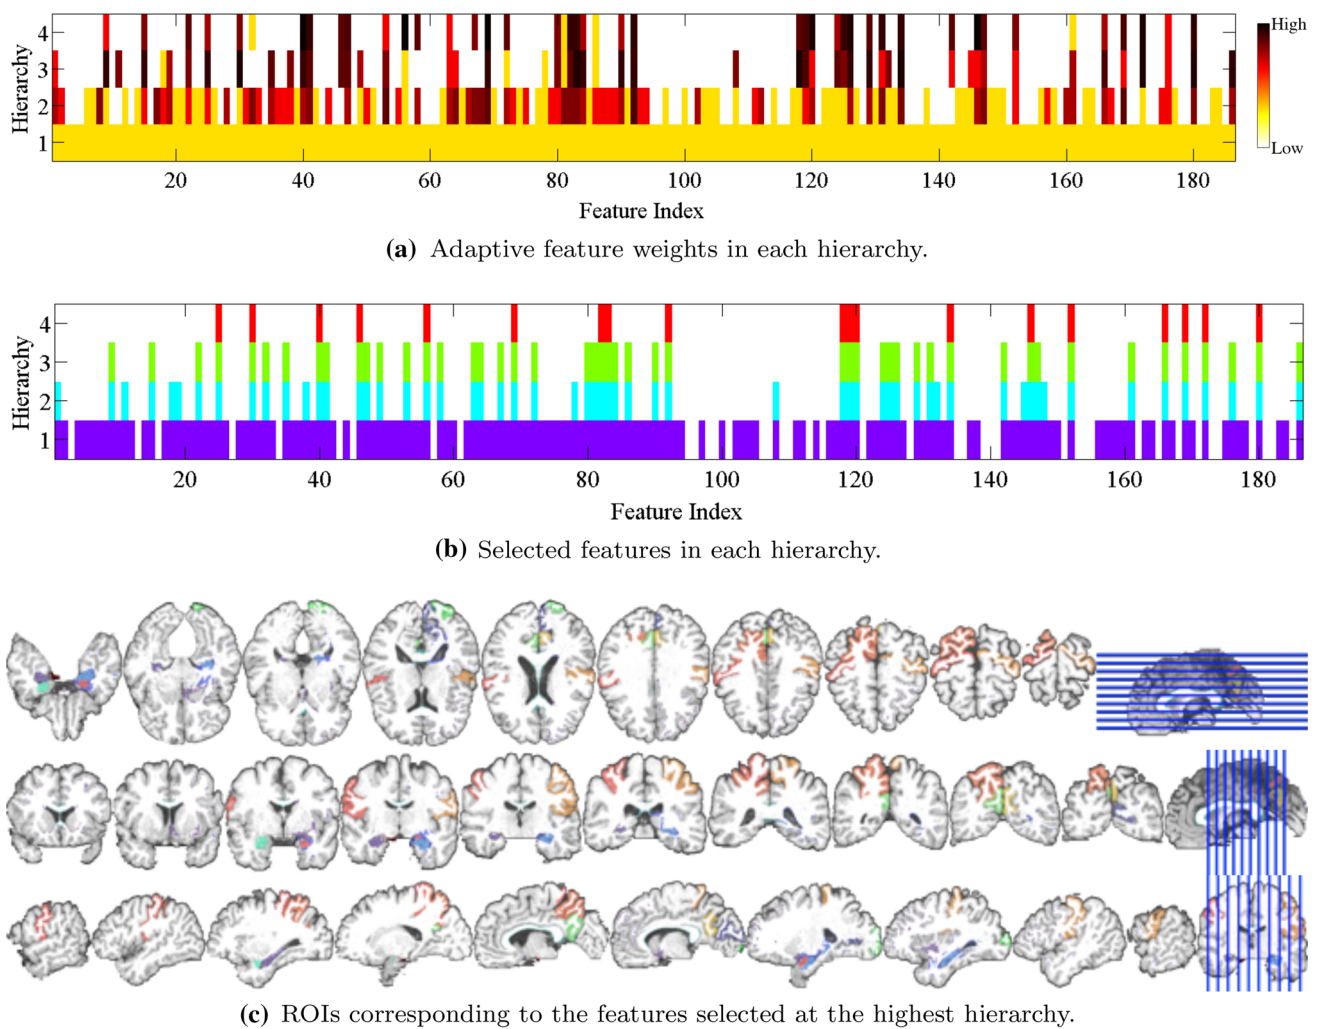 4
3
2
1
Hierarchy
High
Low
20 40 60 80 100 120 140 160 180
Feature Index
(a) Adaptive feature weights in each hierarchy.
4
3
2
1
Hierarchy
20 40 60 80 100 120 140 160 180
Feature Index
(b) Selected features in each hierarchy.
(c) ROIs corresponding to the features selected at the highest hierarchy.